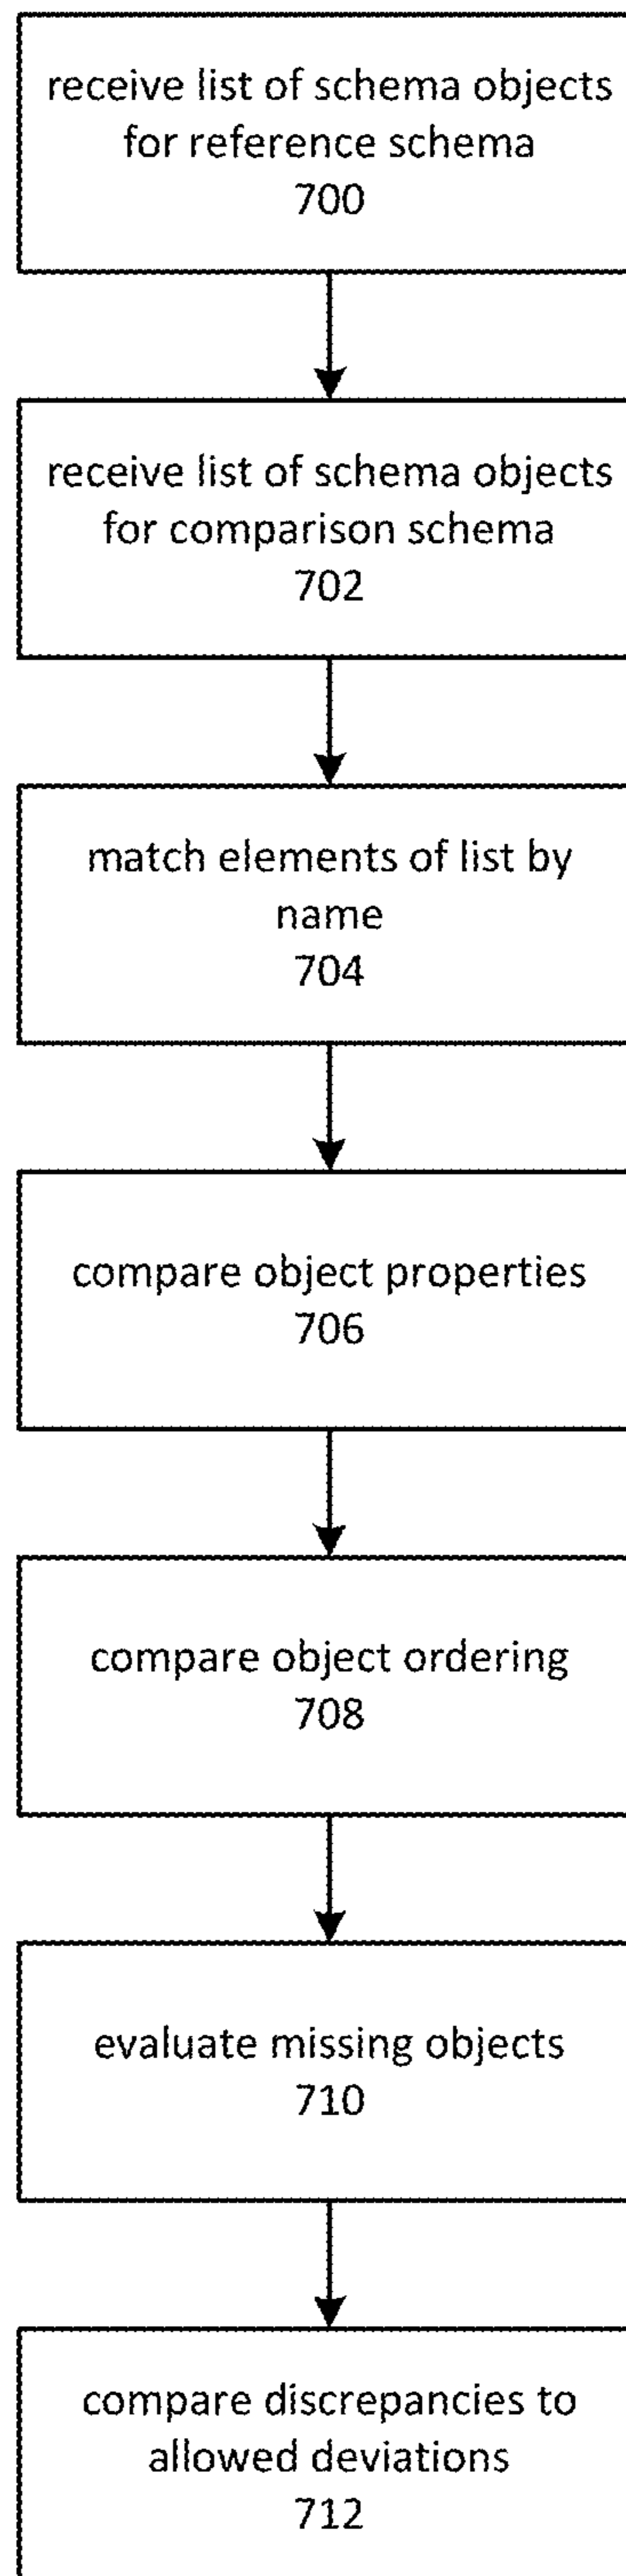 receive list of schema objects
for reference schema
700
receive list of schema objects
for comparison schema
702
match elements of list by
name
704
compare object properties
706
compare object ordering
708
evaluate missing objects
710
compare discrepancies to
allowed deviations
712